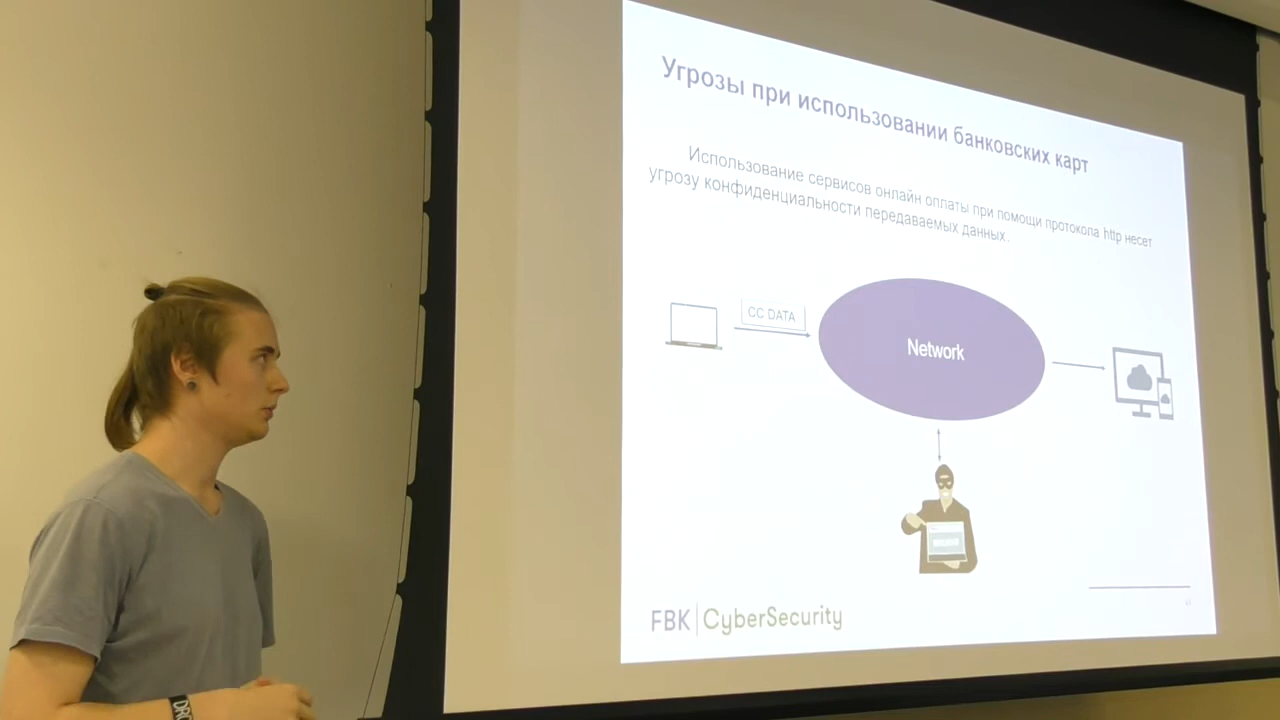 Угрозы при использовании банковских карт
Использование сервисов онлайн оплаты при помощи протокола http несет
угрозу конфиденциальности передаваемых данных.
CC DATA
Network
FBK CyberSecurity